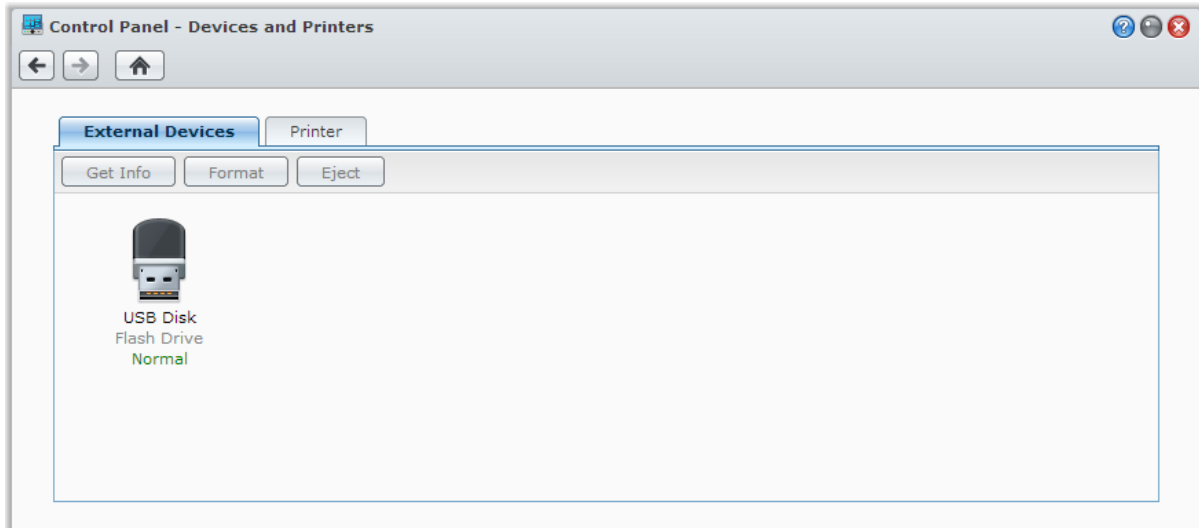 Control Panel - Devices and Printers
External Devices
Printer
Get Info
Format
Eject
USB Disk
Flash Drive
Normal